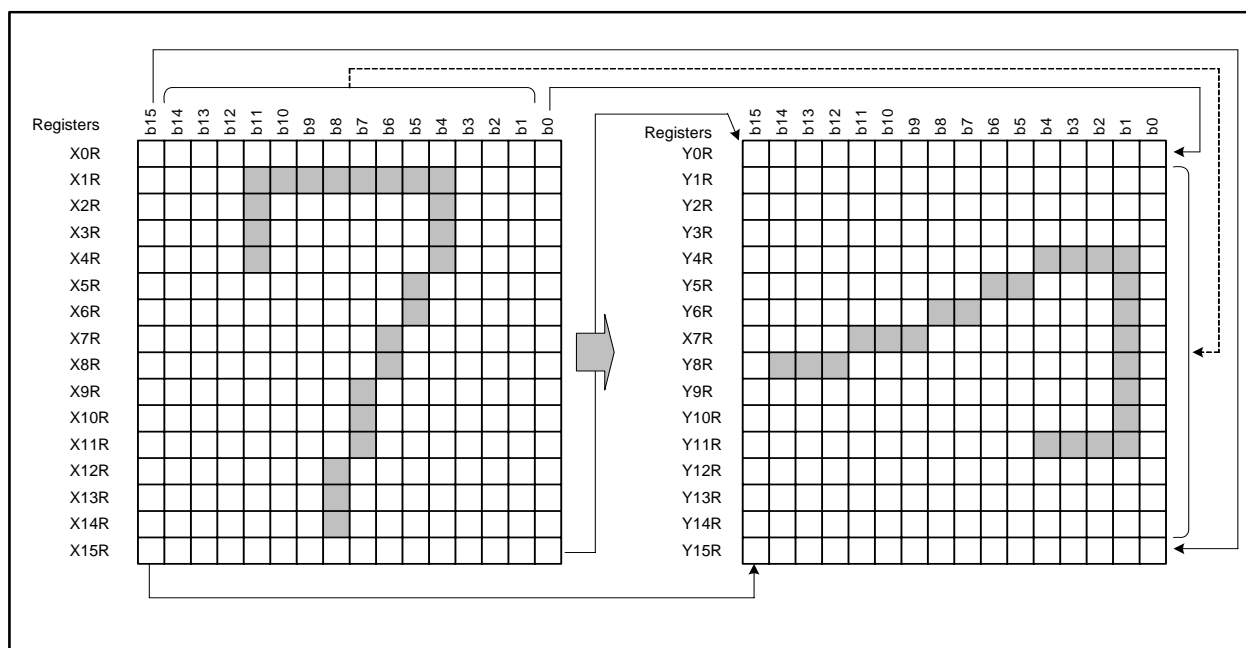 Registers
b15
b14
b13
b12
b11
b10
b9
b8
b7
b6
b5
b4
b3
b2
b1
b0
X0R
X1R
X2R
X3R
X4R
X5R
X6R
X7R
X8R
X9R
X10R
X11R
X12R
X13R
X14R
X15R
Registers
b15
b14
b13
b12
b11
b10
b9
b8
b7
b6
b5
b4
b3
b2
b1
b0
Y0R
Y1R
Y2R
Y3R
Y4R
Y5R
Y6R
X7R
Y8R
Y9R
Y10R
Y11R
Y12R
Y13R
Y14R
Y15R